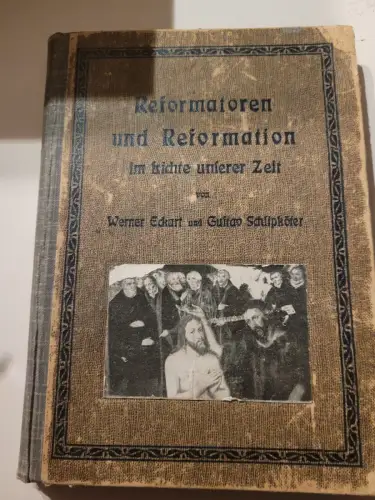 Reformatoren
und Reformation
im Lichte unserer Zeit
von
Werner Eckart und Gustav Schlipköter